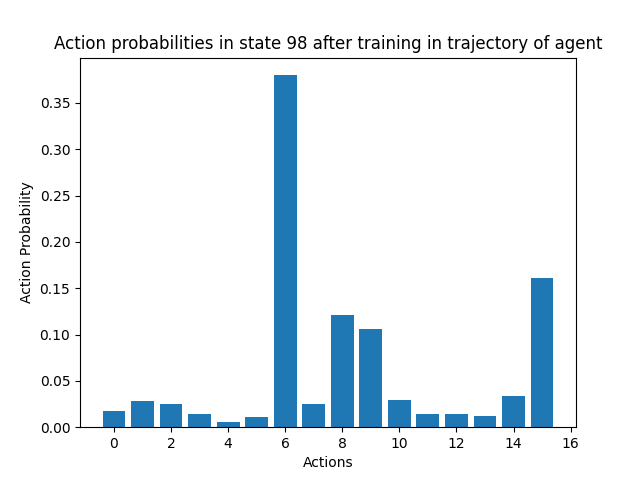 Action probabilities in state 98 after training in trajectory of agent
0.35
0.30
0.25
0.20
0.15
0.10
0.05
0.00
Action Probability
0 2 4 6 8 10 12 14 16
Actions